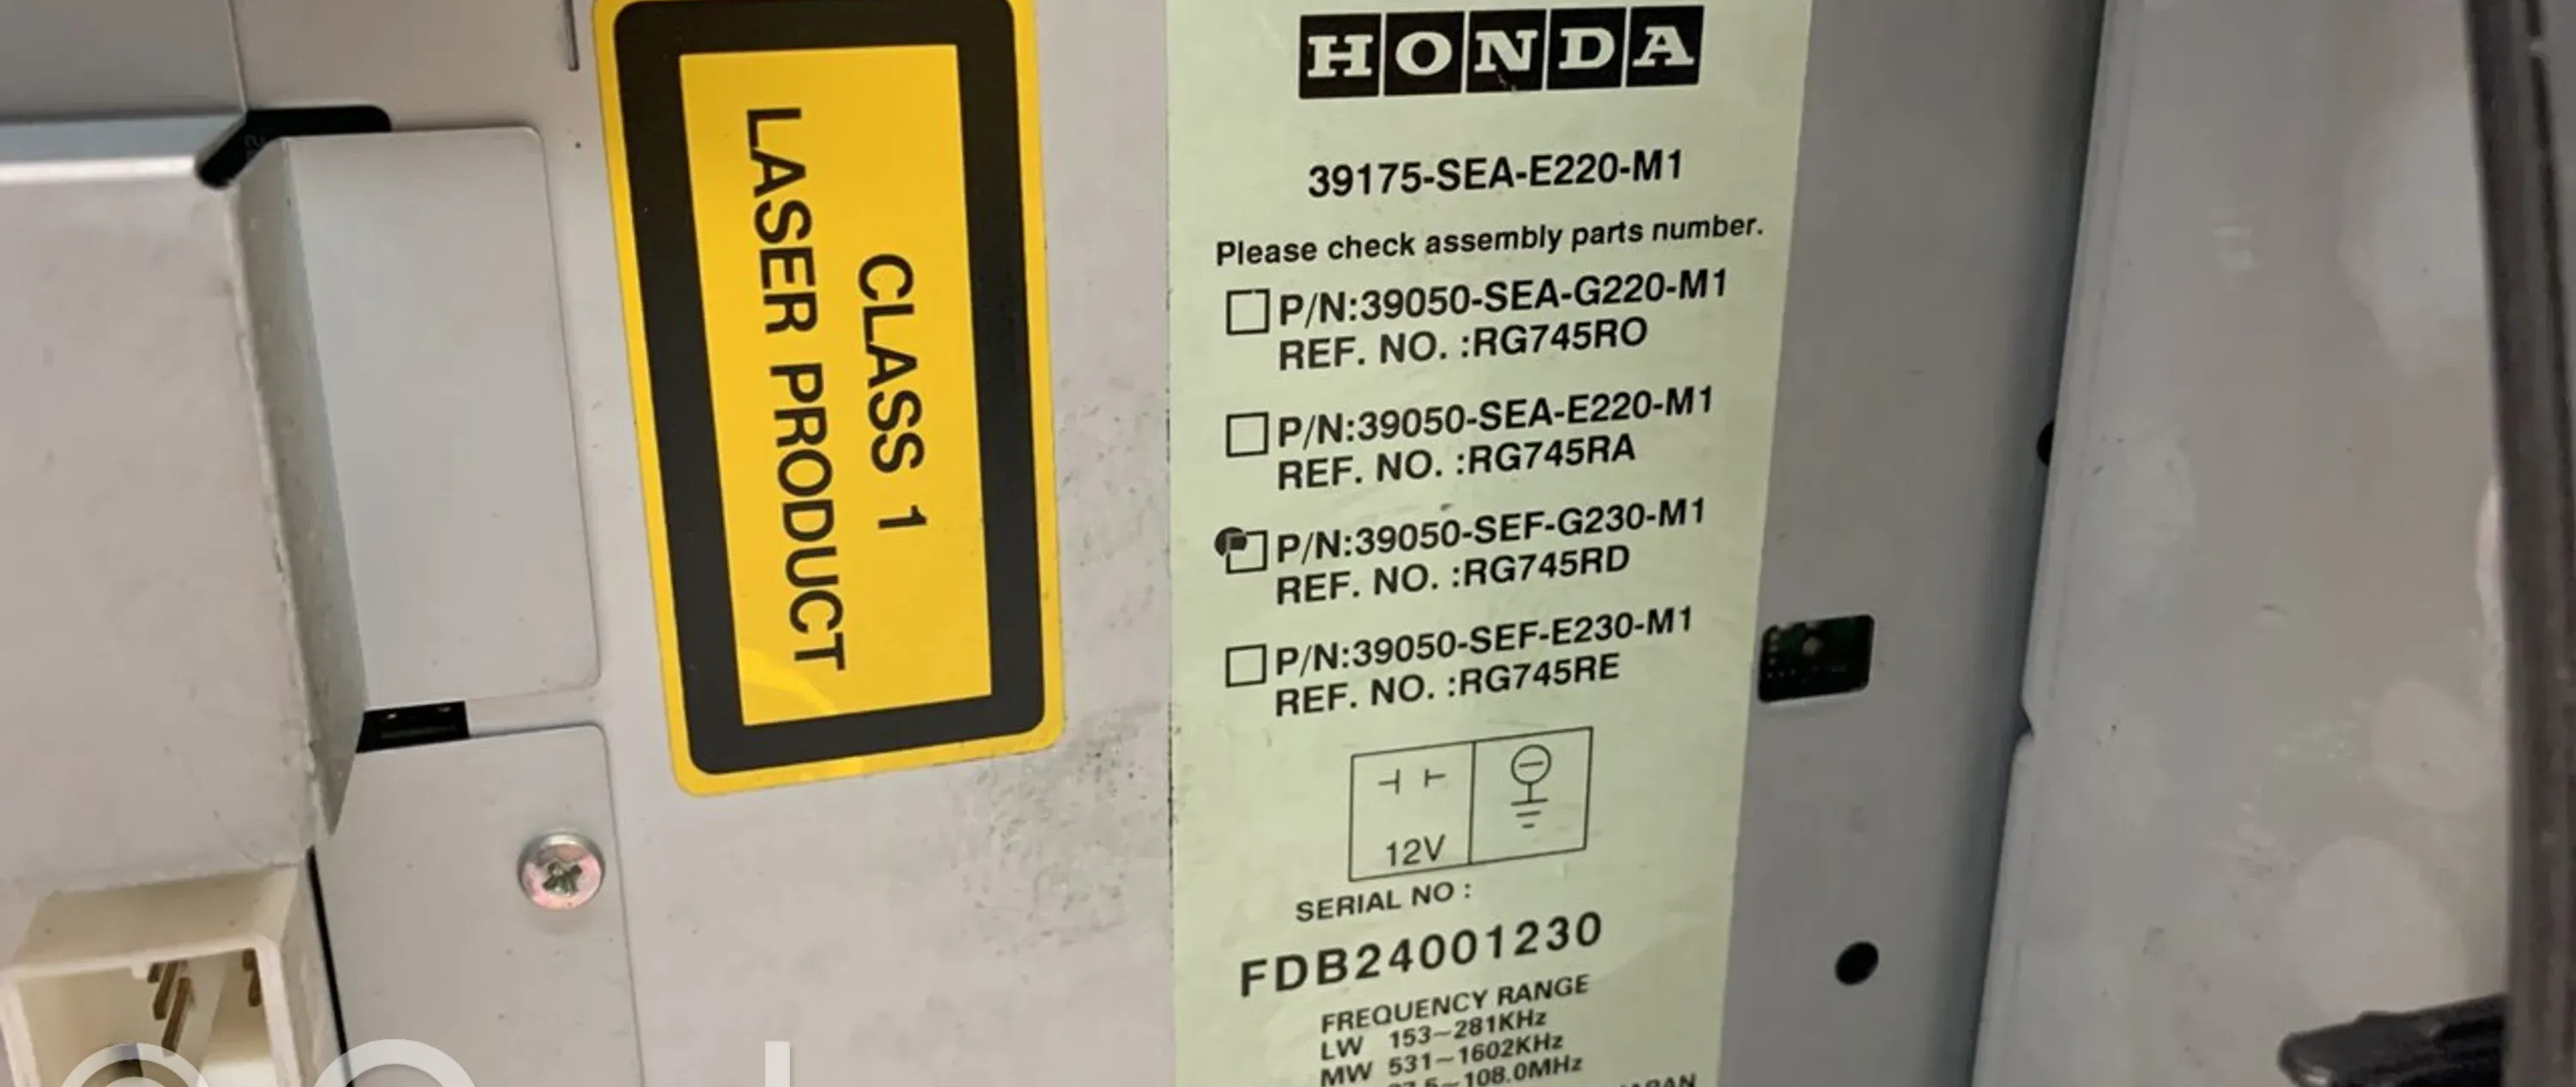 CLASS 1
LASER PRODUCT
HONDA
39175-SEA-E220-M1
Please check assembly parts number.
P/N:39050-SEA-G220-M1
REF. NO. :RG745RO
P/N:39050-SEA-E220-M1
REF. NO. :RG745RA
P/N:39050-SEF-G230-M1
REF. NO. :RG745RD
P/N:39050-SEF-E230-M1
REF. NO. :RG745RE
12V
SERIAL NO :
FDB24001230
FREQUENCY RANGE
LW 153~281KHz
MW 531~1602KHz
~108.0MHz